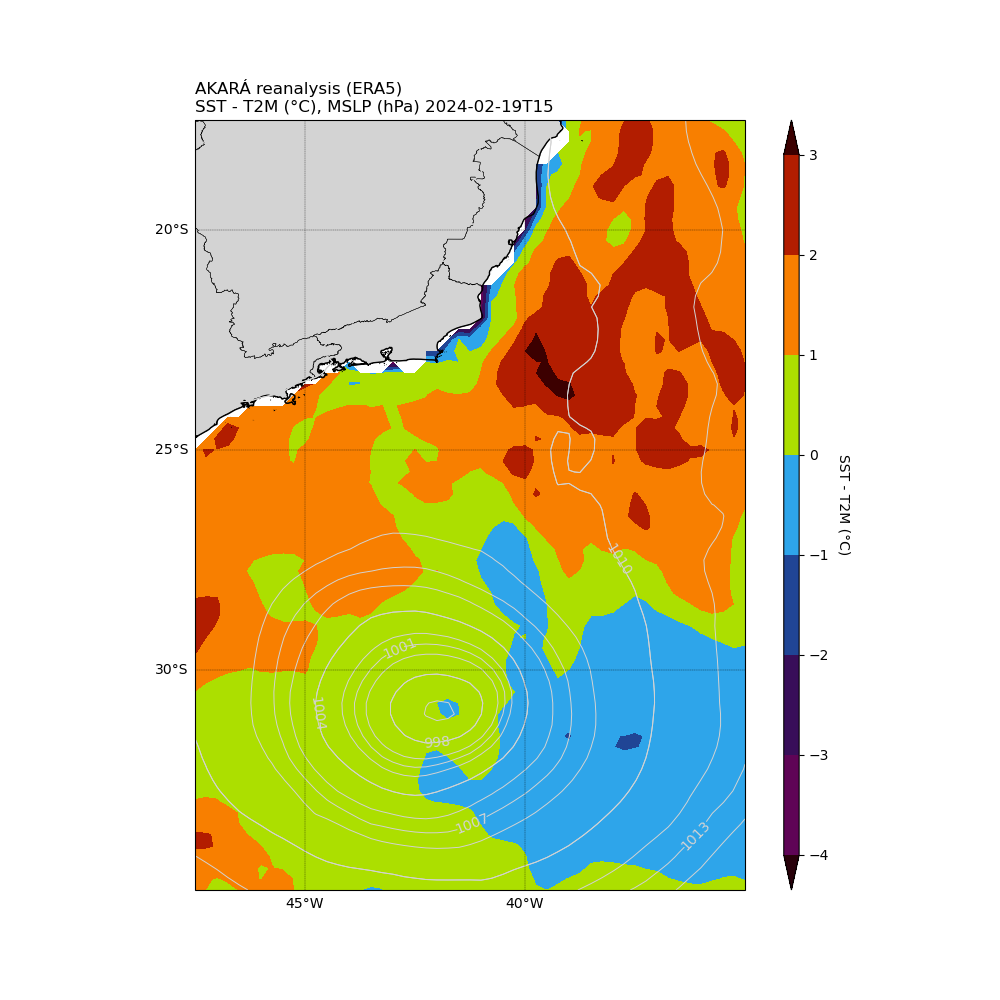 AKARÁ reanalysis (ERA5)
SST - T2M (°C), MSLP (hPa) 2024-02-19T15
20°S
25°S
30°S
45°W
40°W
1010
1001
1004
998
1007
1013
3
2
1
0
−1
−2
−3
−4
SST - T2M (°C)